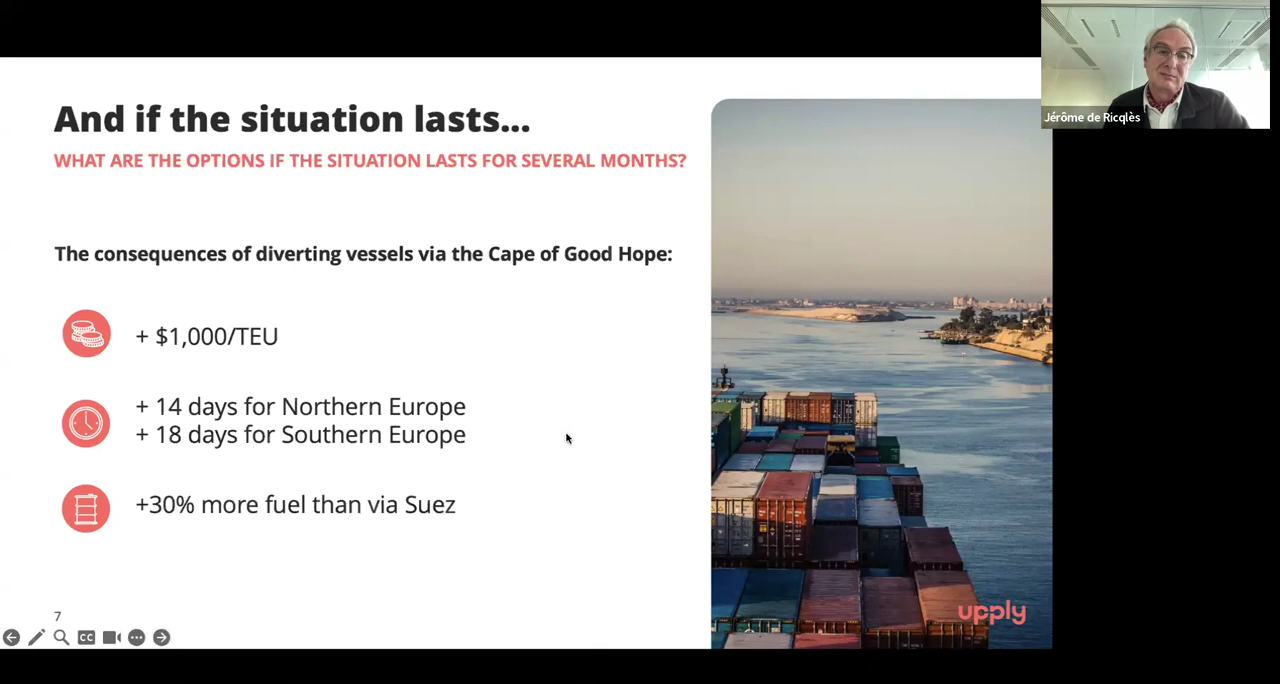 And if the situation lasts...
WHAT ARE THE OPTIONS IF THE SITUATION LASTS FOR SEVERAL MONTHS?
The consequences of diverting vessels via the Cape of Good Hope:
+ $1,000/TEU
+ 14 days for Northern Europe
+ 18 days for Southern Europe
+30% more fuel than via Suez
7
CC
upply
Jérôme de Ricqlès